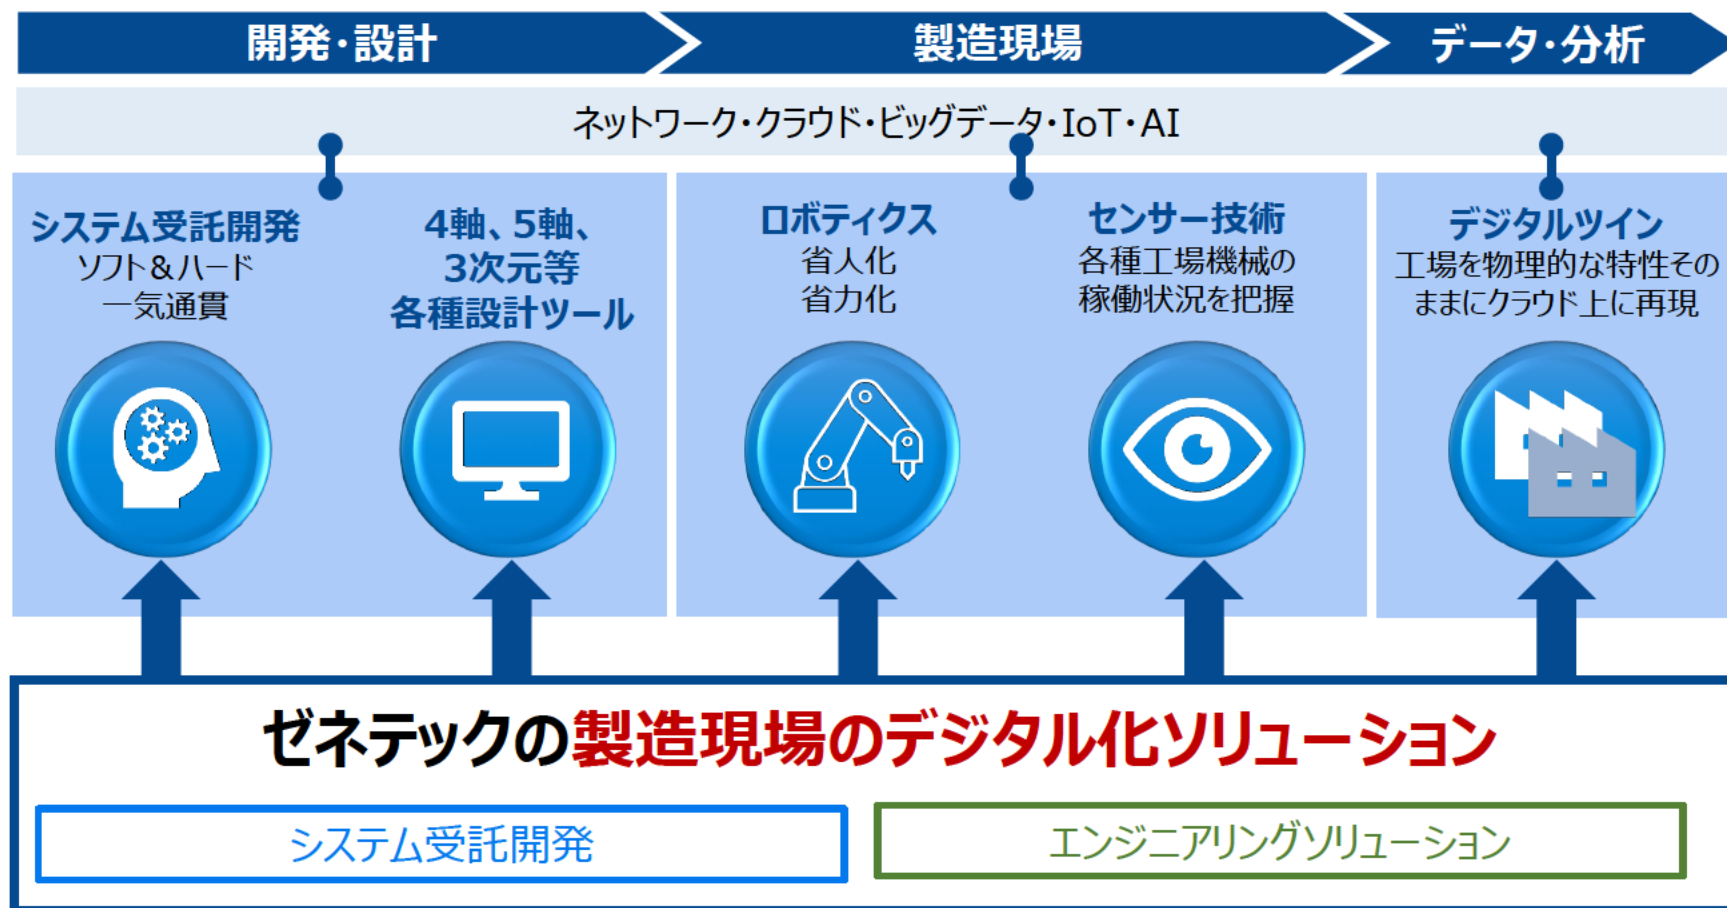 開発・設計
製造現場
データ・分析
ネットワーク・クラウド・ビッグデータ・IoT・AI
システム受託開発
ソフト&ハード
一気通貫
4軸、5軸、
3次元等
各種設計ツール
ロボティクス
省人化
省力化
センサー技術
各種工場機械の
稼働状況を把握
デジタルツイン
工場を物理的な特性その
ままにクラウド上に再現
ゼネテックの製造現場のデジタル化ソリューション
システム受託開発
エンジニアリングソリューション